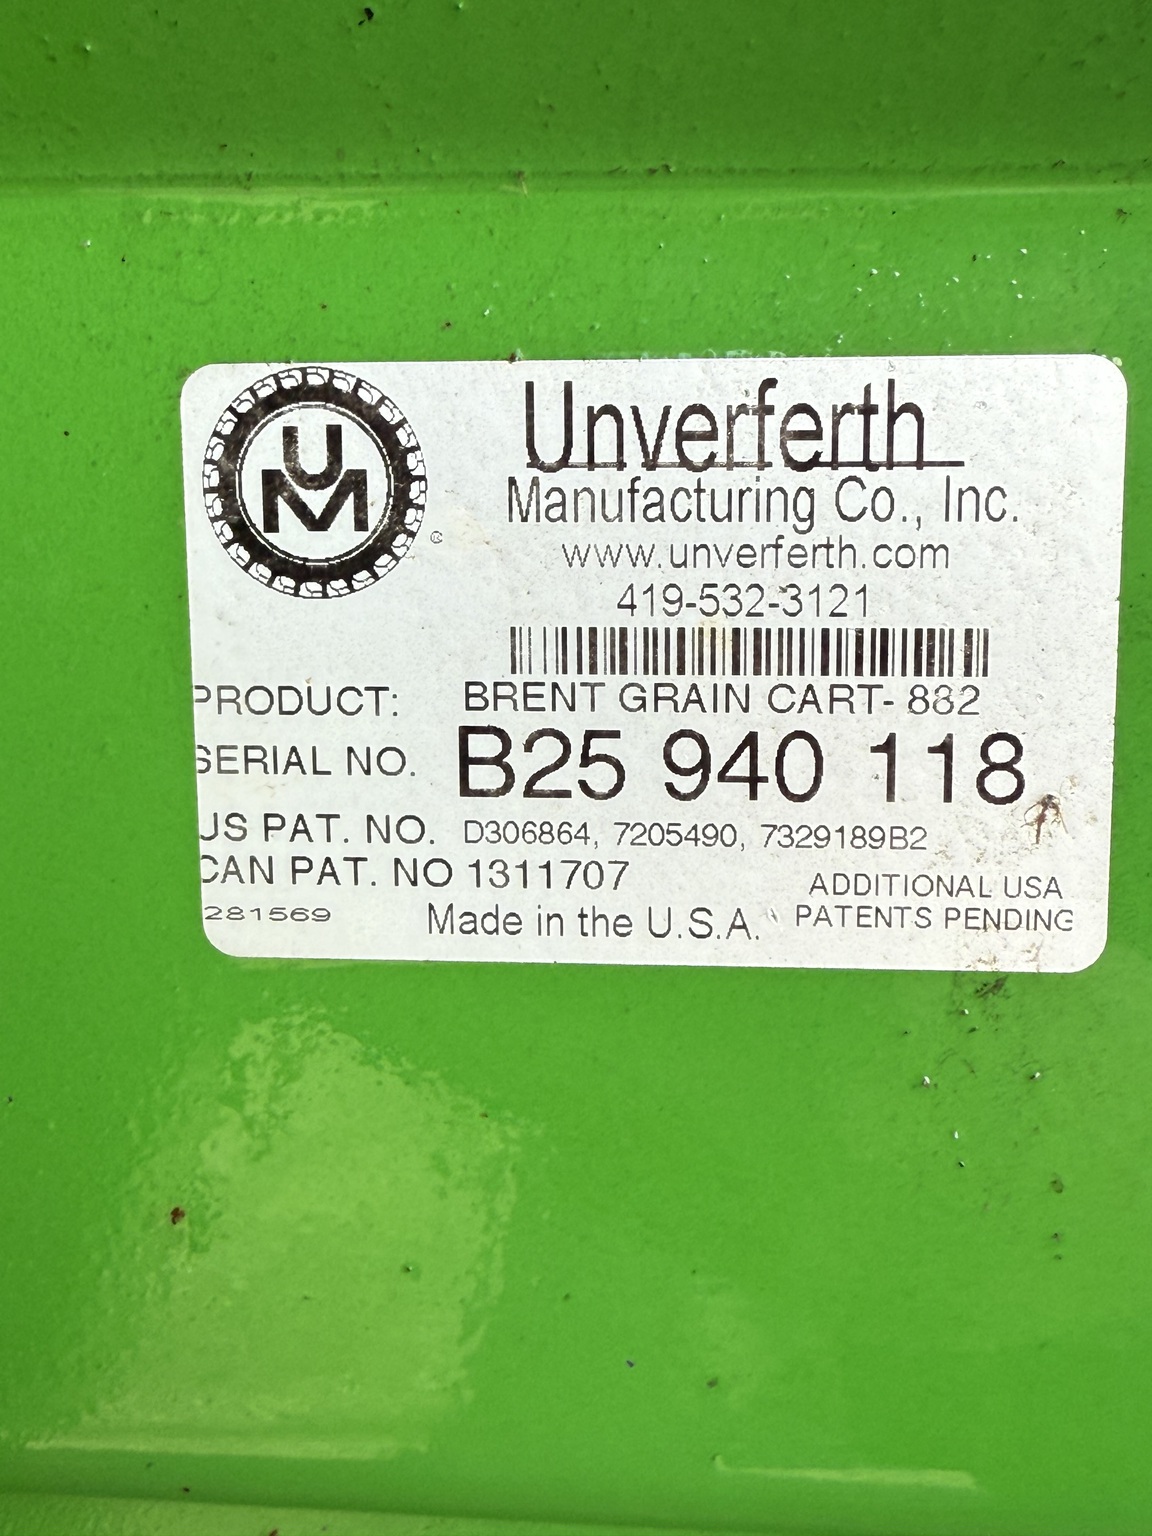 UM
®
Unverferth
Manufacturing Co., Inc.
www.unverferth.com
419-532-3121
PRODUCT: BRENT GRAIN CART- 882
SERIAL NO. B25 940 118
US PAT. NO. D306864, 7205490, 7329189B2
CAN PAT. NO 1311707
ADDITIONAL USA
281569 Made in the U.S.A. PATENTS PENDING